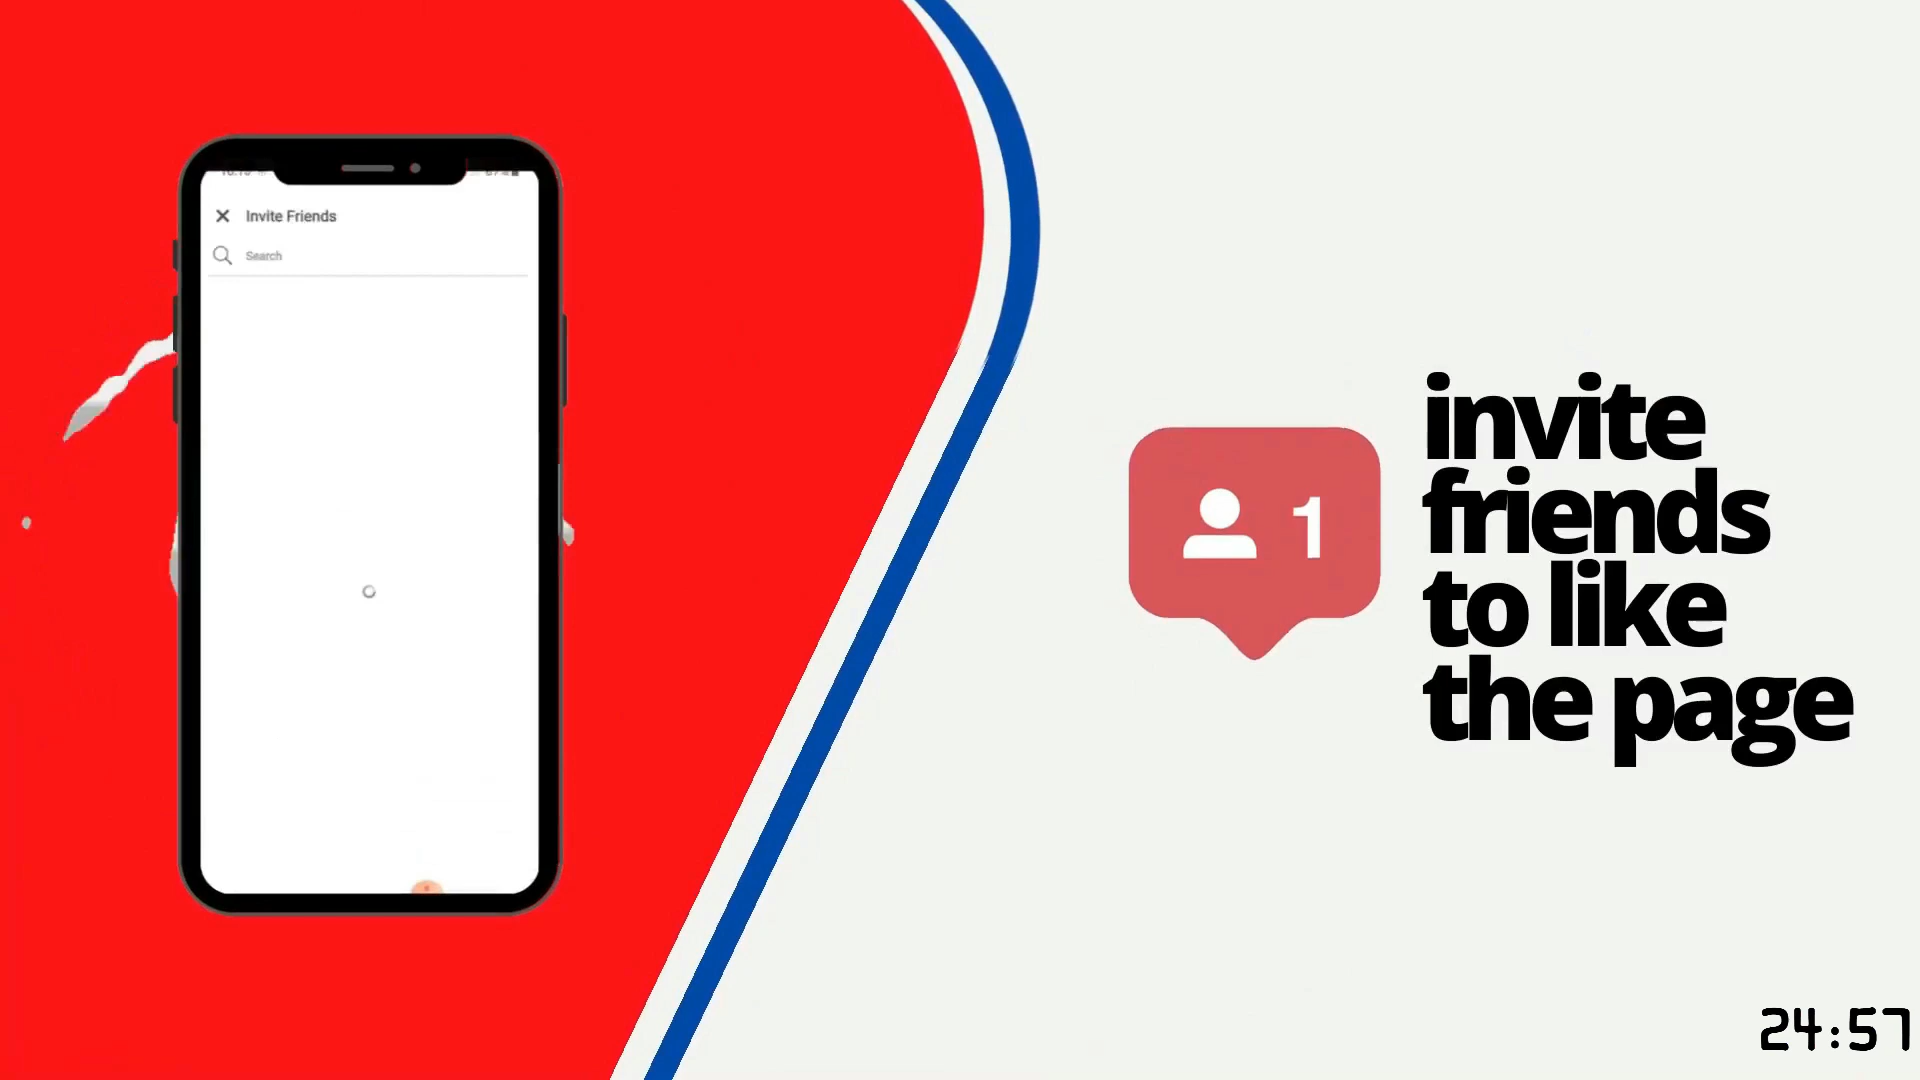 Invite Friends
Search
1
invite
friends
to like
the page
24:57